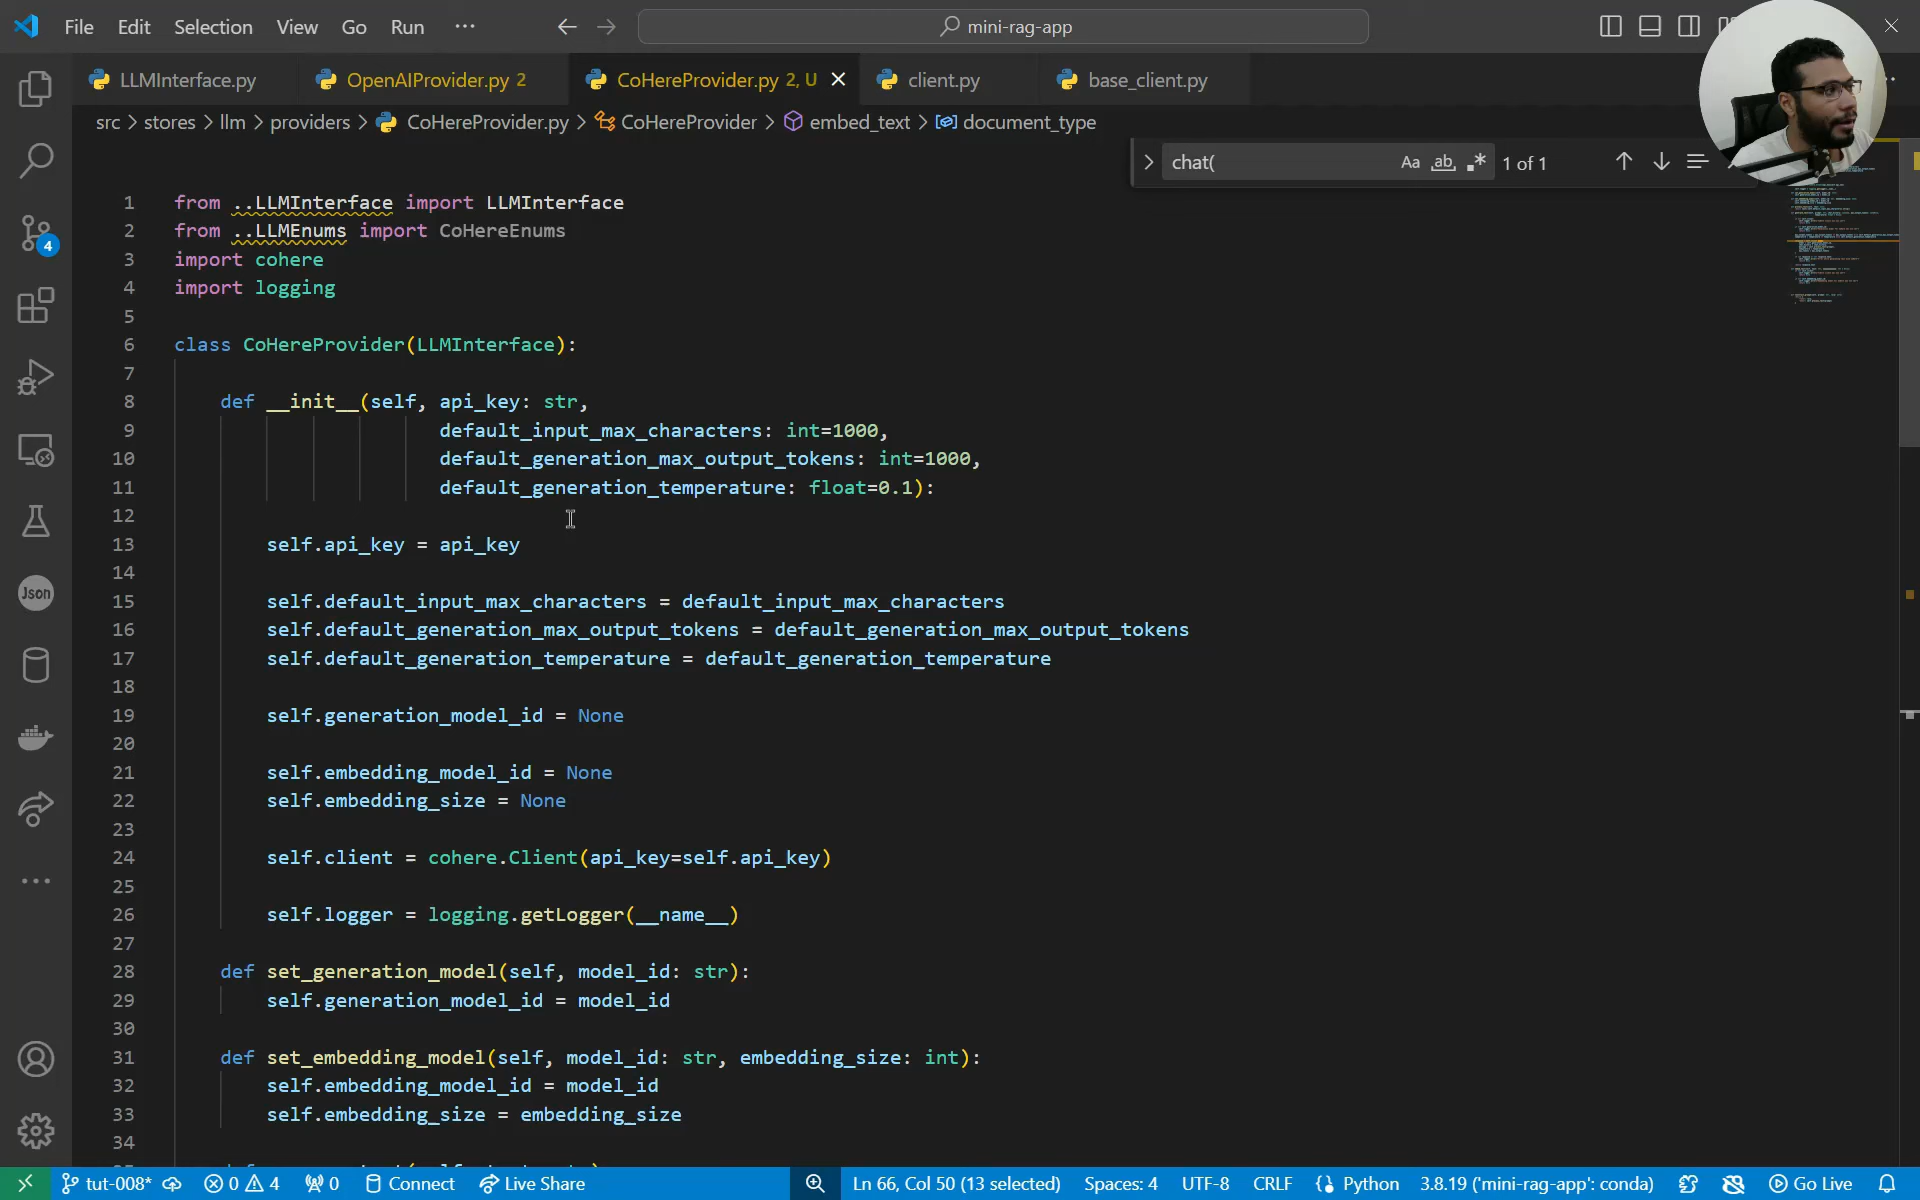 File Edit Selection View Go Run ··· mini-rag-app
LLMInterface.py OpenAIProvider.py 2 CoHereProvider.py 2, U client.py base_client.py
src > stores > llm > providers > CoHereProvider.py > CoHereProvider > embed_text > document_type
chat( Aa ab .* 1 of 1
1 from ..LLMInterface import LLMInterface
2 from ..LLMEnums import CoHereEnums
3 import cohere
4 import logging
5
6 class CoHereProvider(LLMInterface):
7
8 def __init__(self, api_key: str,
9 default_input_max_characters: int=1000,
10 default_generation_max_output_tokens: int=1000,
11 default_generation_temperature: float=0.1):
12
13 self.api_key = api_key
14
15 self.default_input_max_characters = default_input_max_characters
16 self.default_generation_max_output_tokens = default_generation_max_output_tokens
17 self.default_generation_temperature = default_generation_temperature
18
19 self.generation_model_id = None
20
21 self.embedding_model_id = None
22 self.embedding_size = None
23
24 self.client = cohere.Client(api_key=self.api_key)
25
26 self.logger = logging.getLogger(__name__)
27
28 def set_generation_model(self, model_id: str):
29 self.generation_model_id = model_id
30
31 def set_embedding_model(self, model_id: str, embedding_size: int):
32 self.embedding_model_id = model_id
33 self.embedding_size = embedding_size
34
4
Json
tut-008* 0 4 0 Connect Live Share Ln 66, Col 50 (13 selected) Spaces: 4 UTF-8 CRLF Python 3.8.19 ('mini-rag-app': conda) Go Live